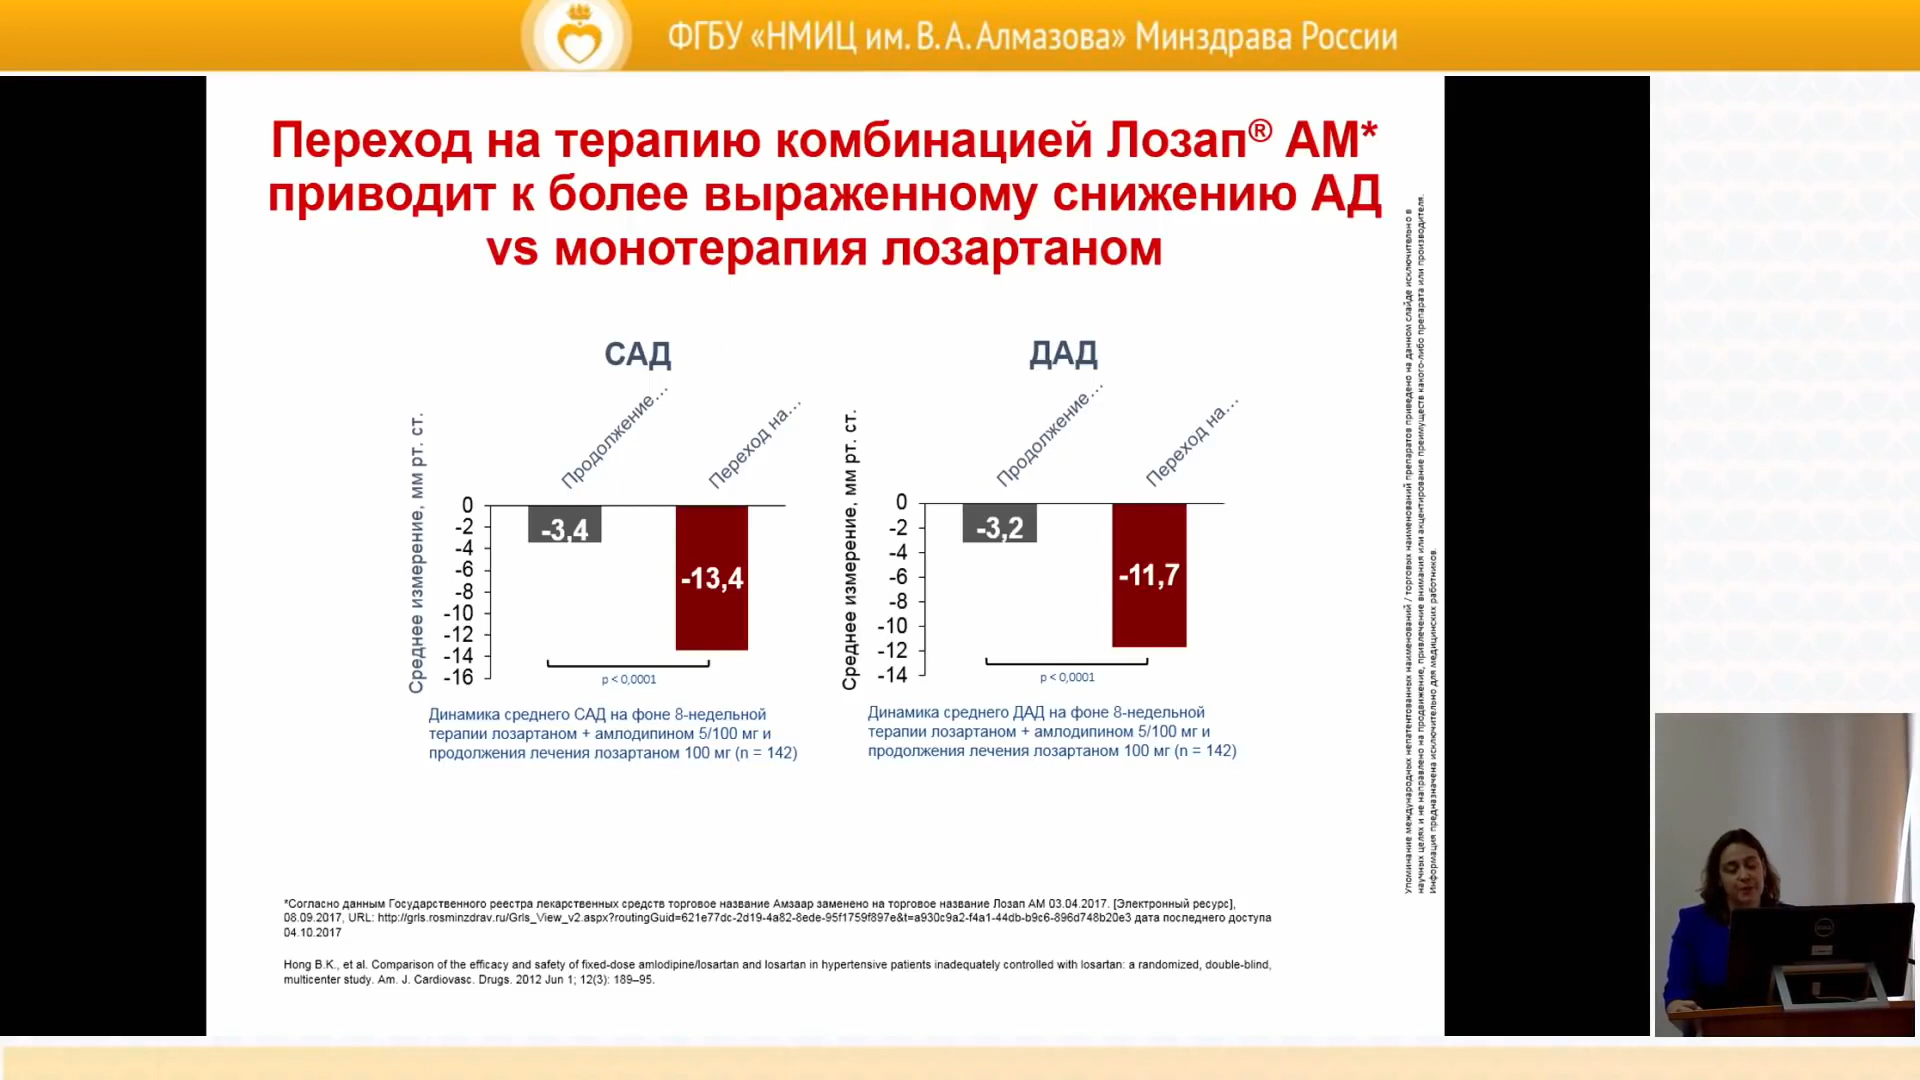 ФГБУ «НМИЦ им. В. А. Алмазова» Минздрава России
Переход на терапию комбинацией Лозап® АМ*
приводит к более выраженному снижению АД
vs монотерапия лозартаном
САД
Среднее измерение, мм рт. ст.
Продолжение...
Переход на...
0
-2
-4
-6
-8
-10
-12
-14
-16
-3,4
-13,4
p < 0,0001
Динамика среднего САД на фоне 8-недельной
терапии лозартаном + амлодипином 5/100 мг и
продолжения лечения лозартаном 100 мг (n = 142)
ДАД
Среднее измерение, мм рт. ст.
Продолжение...
Переход на...
0
-2
-4
-6
-8
-10
-12
-14
-3,2
-11,7
p < 0,0001
Динамика среднего ДАД на фоне 8-недельной
терапии лозартаном + амлодипином 5/100 мг и
продолжения лечения лозартаном 100 мг (n = 142)
Упоминание международных непатентованных наименований / торговых наименований препаратов приведено на данном слайде исключительно в
научных целях и не направлено на продвижение, привлечение внимания или акцентирование преимуществ какого-либо препарата или производителя.
Информация предназначена исключительно для медицинских работников.
*Согласно данным Государственного реестра лекарственных средств торговое название Амзаар заменено на торговое название Лозап АМ 03.04.2017. [Электронный ресурс],
08.09.2017, URL: http://grls.rosminzdrav.ru/Grls_View_v2.aspx?routingGuid=621e77dc-2d19-4a82-8ede-95f1759f897e&t=a930c9a2-f4a1-44db-b9c6-896d748b20e3 дата последнего доступа
04.10.2017
Hong B.K., et al. Comparison of the efficacy and safety of fixed-dose amlodipine/losartan and losartan in hypertensive patients inadequately controlled with losartan: a randomized, double-blind,
multicenter study. Am. J. Cardiovasc. Drugs. 2012 Jun 1; 12(3): 189–95.